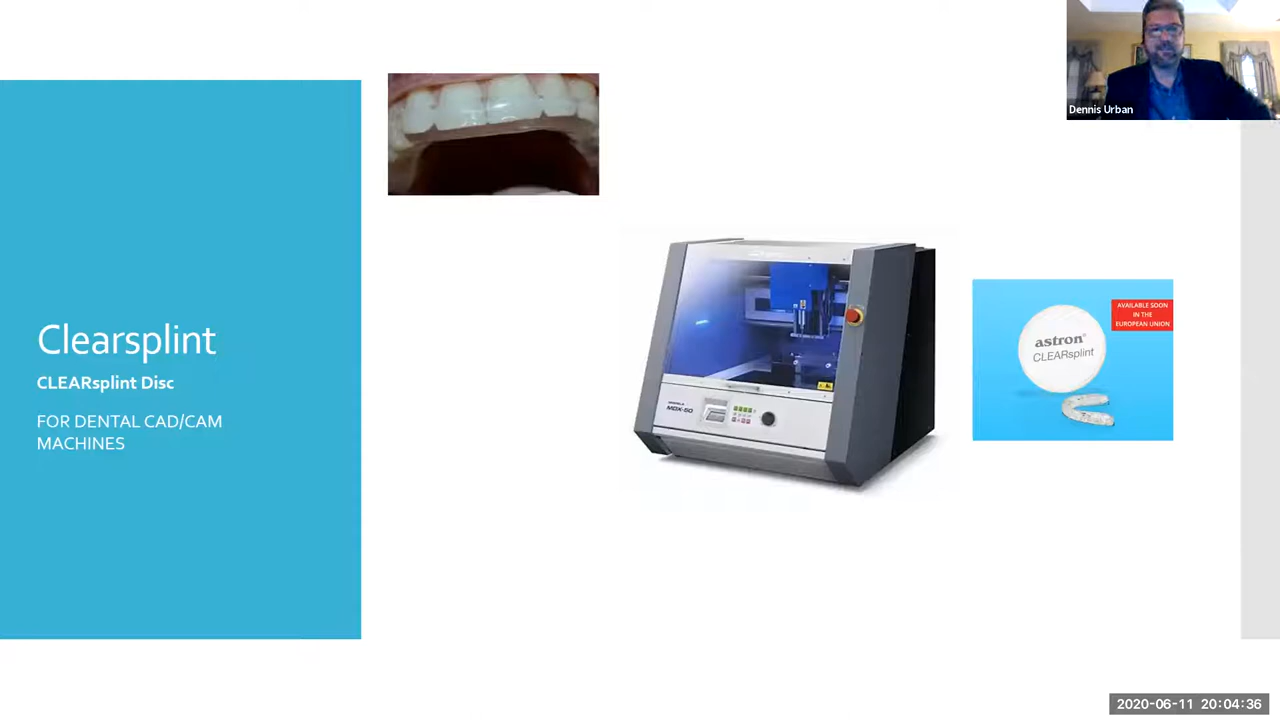 Dennis Urban
Clearsplint
CLEARsplint Disc
FOR DENTAL CAD/CAM
MACHINES
MDX-50
AVAILABLE SOON
IN THE
EUROPEAN UNION
astron®
CLEARsplint
2020-06-11 20:04:36